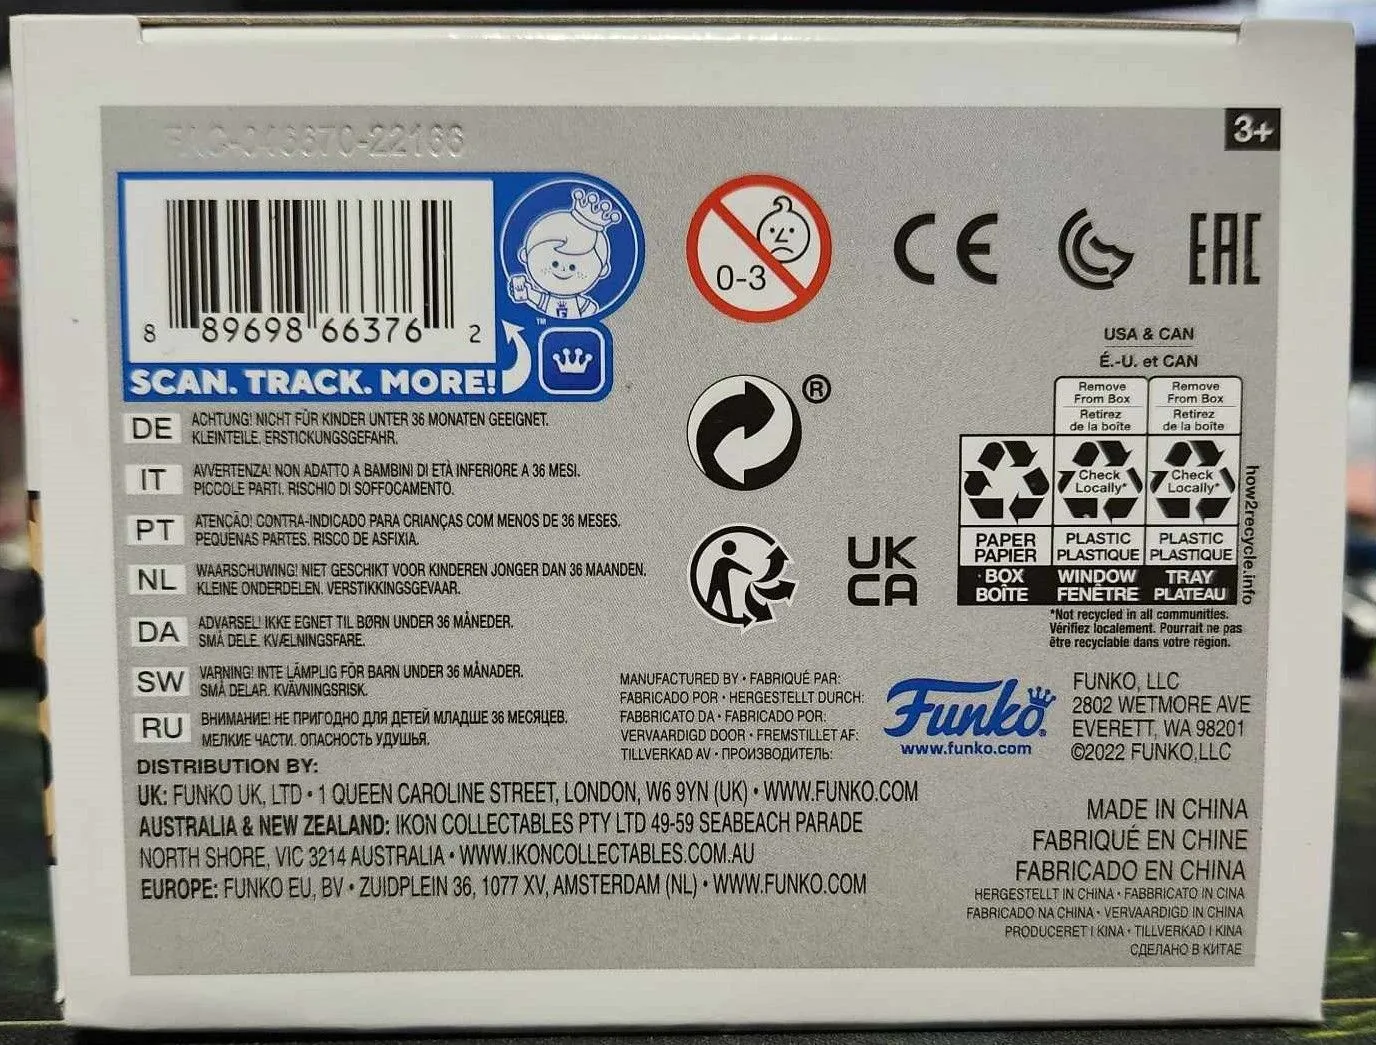 FAC-046670-22166
3+
8 89698 66376 2
™
SCAN. TRACK. MORE!
0-3
CE
EAC
USA & CAN
É.-U. et CAN
Remove From Box
Retirez de la boîte
Remove From Box
Retirez de la boîte
®
Check Locally*
Check Locally*
PAPER PAPIER
PLASTIC PLASTIQUE
PLASTIC PLASTIQUE
BOX BOÎTE
WINDOW FENÊTRE
TRAY PLATEAU
how2recycle.info
*Not recycled in all communities.
Vérifiez localement. Pourrait ne pas
être recyclable dans votre région.
UK
CA
DE ACHTUNG! NICHT FÜR KINDER UNTER 36 MONATEN GEEIGNET.
KLEINTEILE. ERSTICKUNGSGEFAHR.
IT AVVERTENZA! NON ADATTO A BAMBINI DI ETÀ INFERIORE A 36 MESI.
PICCOLE PARTI. RISCHIO DI SOFFOCAMENTO.
PT ATENÇÃO! CONTRA-INDICADO PARA CRIANÇAS COM MENOS DE 36 MESES.
PEQUENAS PARTES. RISCO DE ASFIXIA.
NL WAARSCHUWING! NIET GESCHIKT VOOR KINDEREN JONGER DAN 36 MAANDEN.
KLEINE ONDERDELEN. VERSTIKKINGSGEVAAR.
DA ADVARSEL! IKKE EGNET TIL BØRN UNDER 36 MÅNEDER.
SMÅ DELE. KVÆLNINGSFARE.
SW VARNING! INTE LÄMPLIG FÖR BARN UNDER 36 MÅNADER.
SMÅ DELAR. KVÄVNINGSRISK.
RU ВНИМАНИЕ! НЕ ПРИГОДНО ДЛЯ ДЕТЕЙ МЛАДШЕ 36 МЕСЯЦЕВ.
МЕЛКИЕ ЧАСТИ. ОПАСНОСТЬ УДУШЬЯ.
MANUFACTURED BY • FABRIQUÉ PAR:
FABRICADO POR • HERGESTELLT DURCH:
FABBRICATO DA • FABRICADO POR:
VERVAARDIGD DOOR • FREMSTILLET AF:
TILLVERKAD AV • ПРОИЗВОДИТЕЛЬ:
Funko®
www.funko.com
FUNKO, LLC
2802 WETMORE AVE
EVERETT, WA 98201
©2022 FUNKO,LLC
DISTRIBUTION BY:
UK: FUNKO UK, LTD • 1 QUEEN CAROLINE STREET, LONDON, W6 9YN (UK) • WWW.FUNKO.COM
AUSTRALIA & NEW ZEALAND: IKON COLLECTABLES PTY LTD 49-59 SEABEACH PARADE
NORTH SHORE, VIC 3214 AUSTRALIA • WWW.IKONCOLLECTABLES.COM.AU
EUROPE: FUNKO EU, BV • ZUIDPLEIN 36, 1077 XV, AMSTERDAM (NL) • WWW.FUNKO.COM
MADE IN CHINA
FABRIQUÉ EN CHINE
FABRICADO EN CHINA
HERGESTELLT IN CHINA • FABBRICATO IN CINA
FABRICADO NA CHINA • VERVAARDIGD IN CHINA
PRODUCERET I KINA • TILLVERKAD I KINA
СДЕЛАНО В КИТАЕ